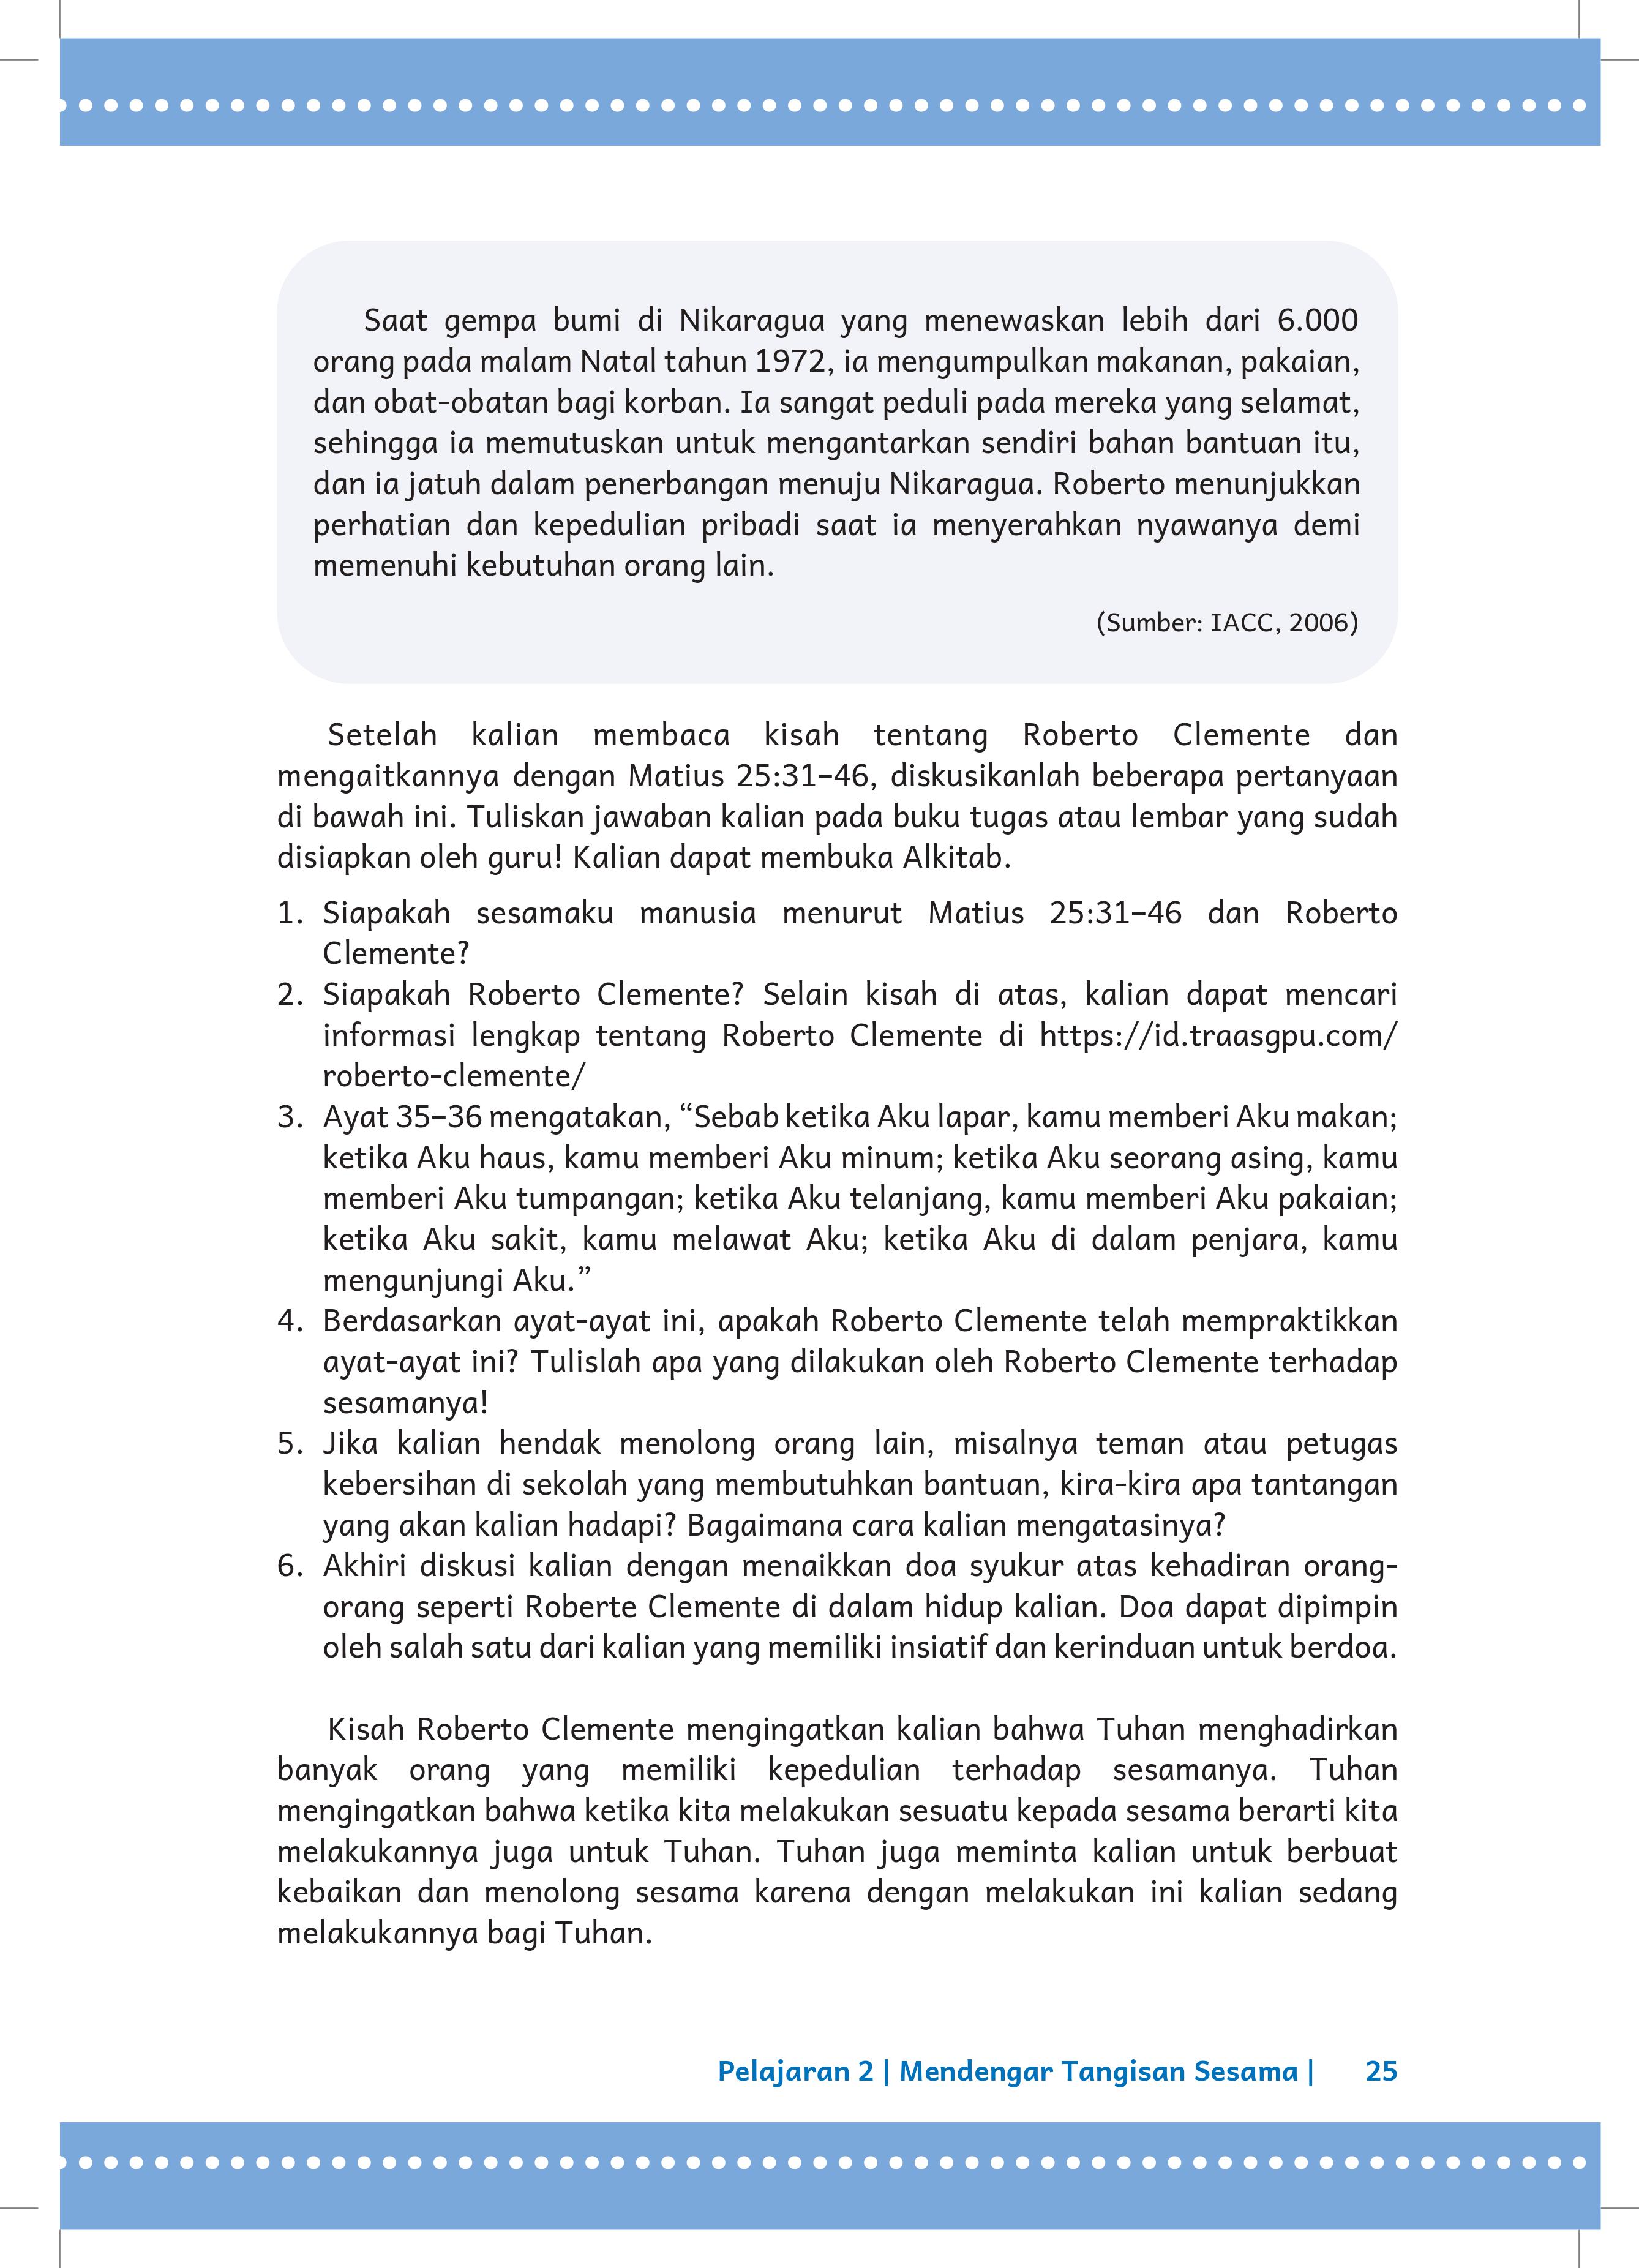 Saat gempa bumi di Nikaragua yang menewaskan lebih dari 6.000
orang pada malam Natal tahun 1972, ia mengumpulkan makanan, pakaian,
dan obat-obatan bagi korban. Ia sangat peduli pada mereka yang selamat,
sehingga ia memutuskan untuk mengantarkan sendiri bahan bantuan itu,
dan ia jatuh dalam penerbangan menuju Nikaragua. Roberto menunjukkan
perhatian dan kepedulian pribadi saat ia menyerahkan nyawanya demi
memenuhi kebutuhan orang lain.
(Sumber: IACC, 2006)
Setelah kalian membaca kisah tentang Roberto Clemente dan
mengaitkannya dengan Matius 25:31–46, diskusikanlah beberapa pertanyaan
di bawah ini. Tuliskan jawaban kalian pada buku tugas atau lembar yang sudah
disiapkan oleh guru! Kalian dapat membuka Alkitab.
1. Siapakah sesamaku manusia menurut Matius 25:31–46 dan Roberto
Clemente?
2. Siapakah Roberto Clemente? Selain kisah di atas, kalian dapat mencari
informasi lengkap tentang Roberto Clemente di https://id.traasgpu.com/
roberto-clemente/
3. Ayat 35–36 mengatakan, “Sebab ketika Aku lapar, kamu memberi Aku makan;
ketika Aku haus, kamu memberi Aku minum; ketika Aku seorang asing, kamu
memberi Aku tumpangan; ketika Aku telanjang, kamu memberi Aku pakaian;
ketika Aku sakit, kamu melawat Aku; ketika Aku di dalam penjara, kamu
mengunjungi Aku.”
4. Berdasarkan ayat-ayat ini, apakah Roberto Clemente telah mempraktikkan
ayat-ayat ini? Tulislah apa yang dilakukan oleh Roberto Clemente terhadap
sesamanya!
5. Jika kalian hendak menolong orang lain, misalnya teman atau petugas
kebersihan di sekolah yang membutuhkan bantuan, kira-kira apa tantangan
yang akan kalian hadapi? Bagaimana cara kalian mengatasinya?
6. Akhiri diskusi kalian dengan menaikkan doa syukur atas kehadiran orang-
orang seperti Roberte Clemente di dalam hidup kalian. Doa dapat dipimpin
oleh salah satu dari kalian yang memiliki insiatif dan kerinduan untuk berdoa.
Kisah Roberto Clemente mengingatkan kalian bahwa Tuhan menghadirkan
banyak orang yang memiliki kepedulian terhadap sesamanya. Tuhan
mengingatkan bahwa ketika kita melakukan sesuatu kepada sesama berarti kita
melakukannya juga untuk Tuhan. Tuhan juga meminta kalian untuk berbuat
kebaikan dan menolong sesama karena dengan melakukan ini kalian sedang
melakukannya bagi Tuhan.
Pelajaran 2 | Mendengar Tangisan Sesama | 25